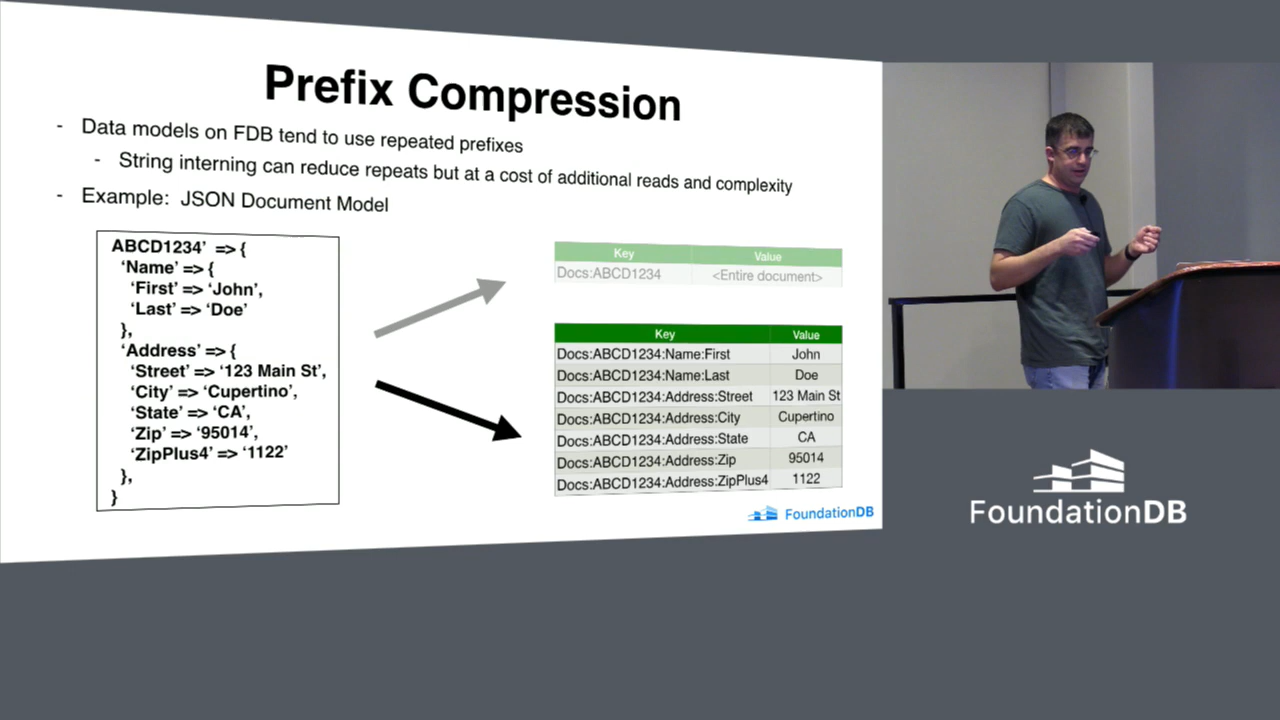 Prefix Compression
- Data models on FDB tend to use repeated prefixes
- String interning can reduce repeats but at a cost of additional reads and complexity
- Example: JSON Document Model
ABCD1234’ => {
‘Name’ => {
‘First’ => ‘John’,
‘Last’ => ‘Doe’
},
‘Address’ => {
‘Street’ => ‘123 Main St’,
‘City’ => ‘Cupertino’,
‘State’ => ‘CA’,
‘Zip’ => ‘95014’,
‘ZipPlus4’ => ‘1122’
},
}
Key Value
Docs:ABCD1234 <Entire document>
Key Value
Docs:ABCD1234:Name:First John
Docs:ABCD1234:Name:Last Doe
Docs:ABCD1234:Address:Street 123 Main St
Docs:ABCD1234:Address:City Cupertino
Docs:ABCD1234:Address:State CA
Docs:ABCD1234:Address:Zip 95014
Docs:ABCD1234:Address:ZipPlus4 1122
FoundationDB
FoundationDB